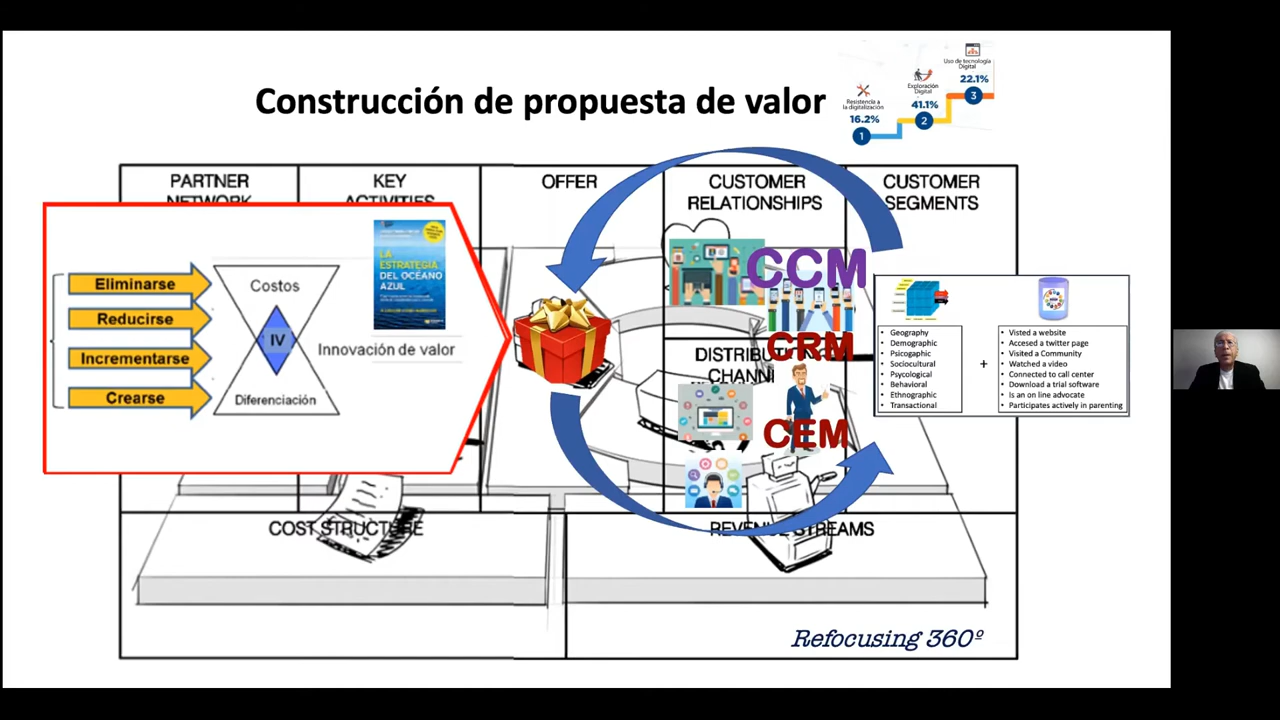 Construcción de propuesta de valor
Resistencia a
la digitalización
16.2%
1
Exploración
Digital
41.1%
2
Uso de tecnología
Digital
22.1%
3
PARTNER
NETWORK
KEY
ACTIVITIES
OFFER
CUSTOMER
RELATIONSHIPS
CUSTOMER
SEGMENTS
Eliminarse
Reducirse
Incrementarse
Crearse
Costos
IV
Diferenciación
LA
ESTRATEGIA
DEL OCÉANO
AZUL
Innovación de valor
CCM
CRM
DISTRIBUT
CHANNI
CEM
• Geography
• Demographic
• Psicogaphic
• Sociocultural
• Psycological
• Behavioral
• Ethnographic
• Transactional
+
• Visted a website
• Accesed a twitter page
• Visited a Community
• Watched a video
• Connected to call center
• Download a trial software
• Is an on line advocate
• Participates actively in parenting
COST STRUCTURE
REVENUE STREAMS
Refocusing 360º